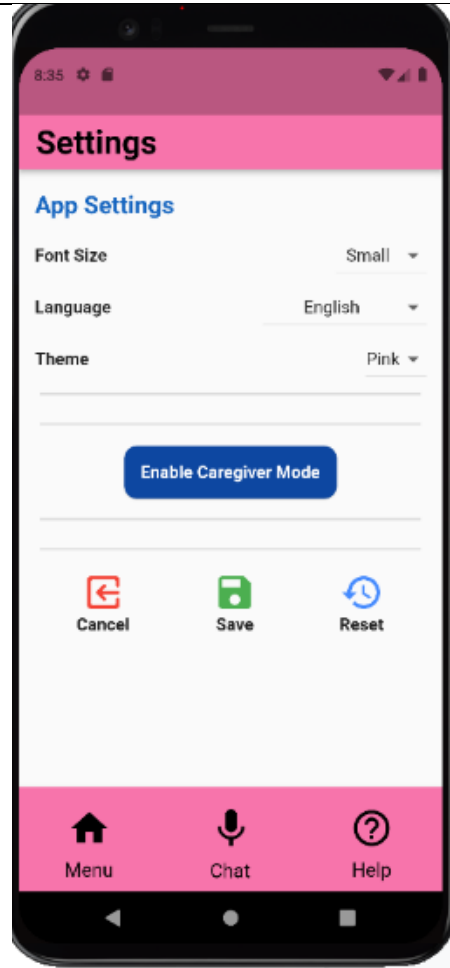 8:35
Settings
App Settings
Font Size Small
Language English
Theme Pink
Enable Caregiver Mode
Cancel Save Reset
Menu Chat Help